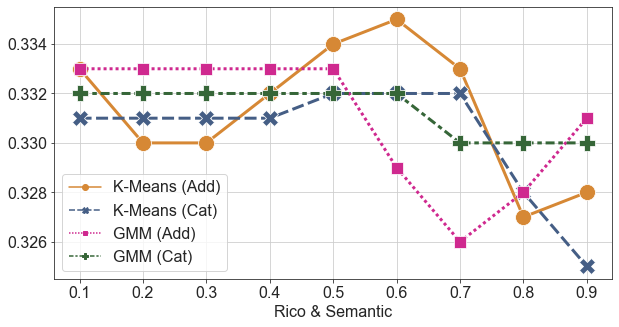 0.334
0.332
0.330
0.328
0.326
K-Means (Add)
K-Means (Cat)
GMM (Add)
GMM (Cat)
0.1 0.2 0.3 0.4 0.5 0.6 0.7 0.8 0.9
Rico & Semantic